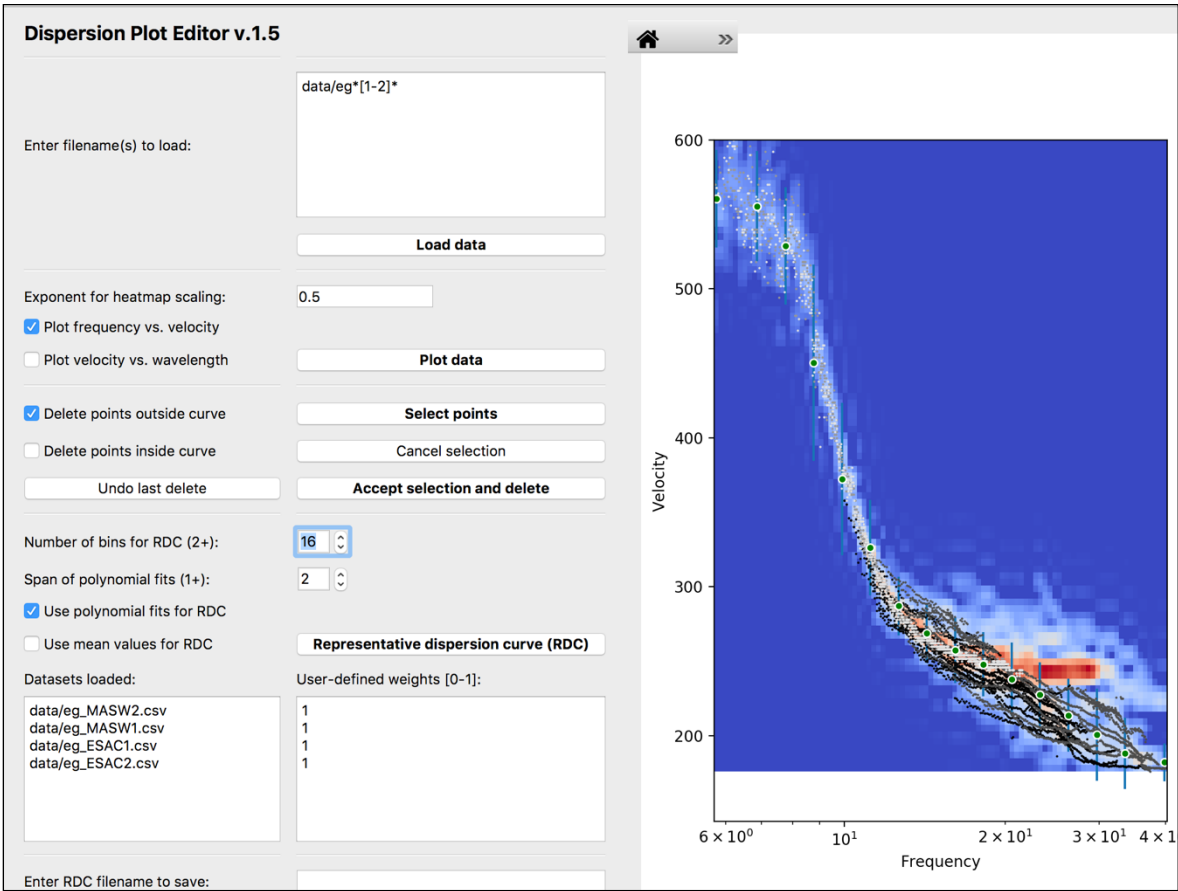 Dispersion Plot Editor v.1.5
Enter filename(s) to load:
data/eg*[1-2]*
Load data
Exponent for heatmap scaling:
0.5
Plot frequency vs. velocity
Plot velocity vs. wavelength
Plot data
Delete points outside curve
Select points
Delete points inside curve
Cancel selection
Undo last delete
Accept selection and delete
Number of bins for RDC (2+):
16
Span of polynomial fits (1+):
2
Use polynomial fits for RDC
Use mean values for RDC
Representative dispersion curve (RDC)
Datasets loaded:
User-defined weights [0-1]:
data/eg_MASW2.csv
1
data/eg_MASW1.csv
1
data/eg_ESAC1.csv
1
data/eg_ESAC2.csv
1
Enter RDC filename to save:
»
600
500
400
300
200
Velocity
6 × 10⁰
10¹
2 × 10¹
3 × 10¹
4 × 1
Frequency